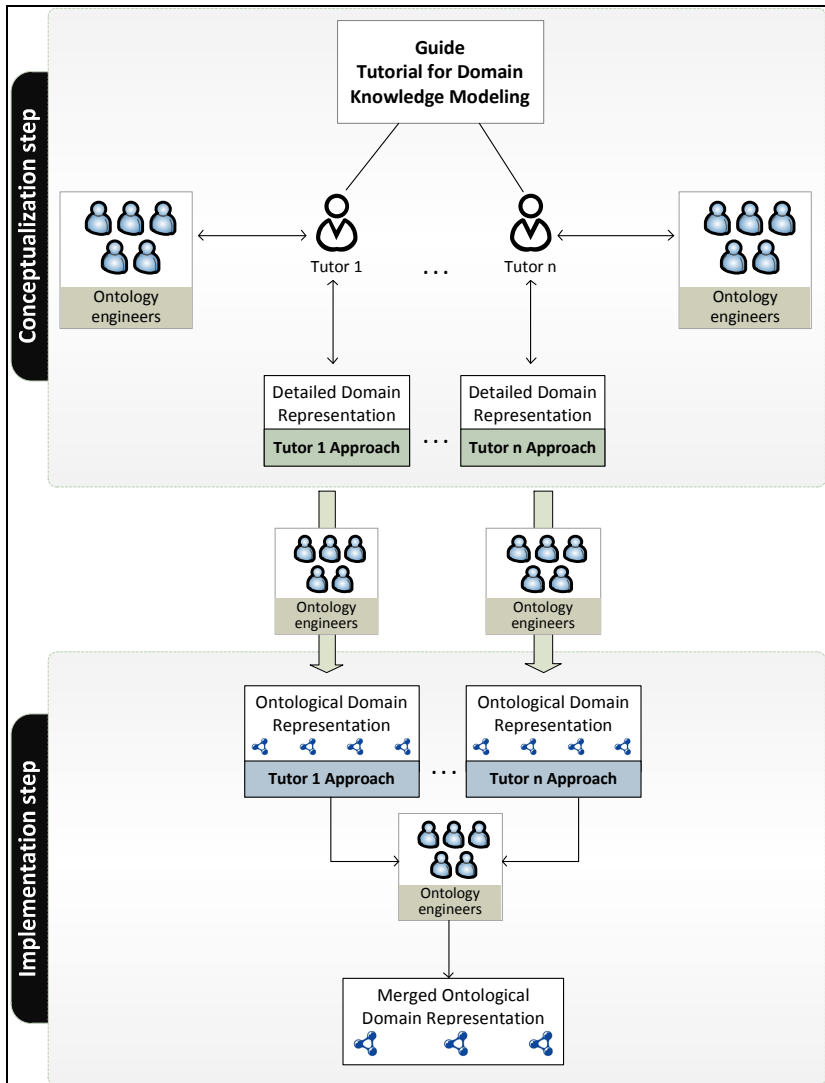 Conceptualization step
Guide
Tutorial for Domain
Knowledge Modeling
Ontology
engineers
Tutor 1
...
Tutor n
Ontology
engineers
Detailed Domain
Representation
Tutor 1 Approach
...
Detailed Domain
Representation
Tutor n Approach
Ontology
engineers
Ontology
engineers
Implementation step
Ontological Domain
Representation
Tutor 1 Approach
...
Ontological Domain
Representation
Tutor n Approach
Ontology
engineers
Merged Ontological
Domain Representation